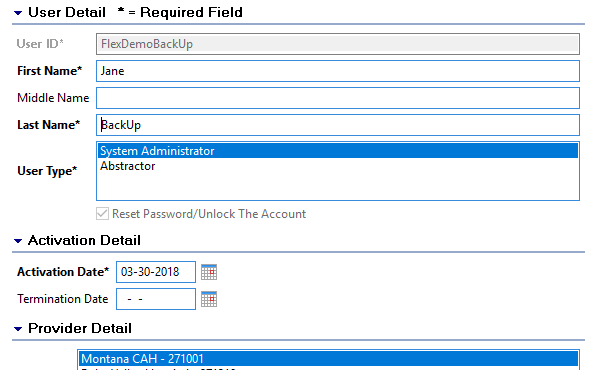 User Detail * = Required Field
User ID* FlexDemoBackUp
First Name* Jane
Middle Name
Last Name* BackUp
System Administrator
User Type* Abstractor
Reset Password/Unlock The Account
Activation Detail
Activation Date* 03-30-2018
Termination Date - -
Provider Detail
Montana CAH - 271001